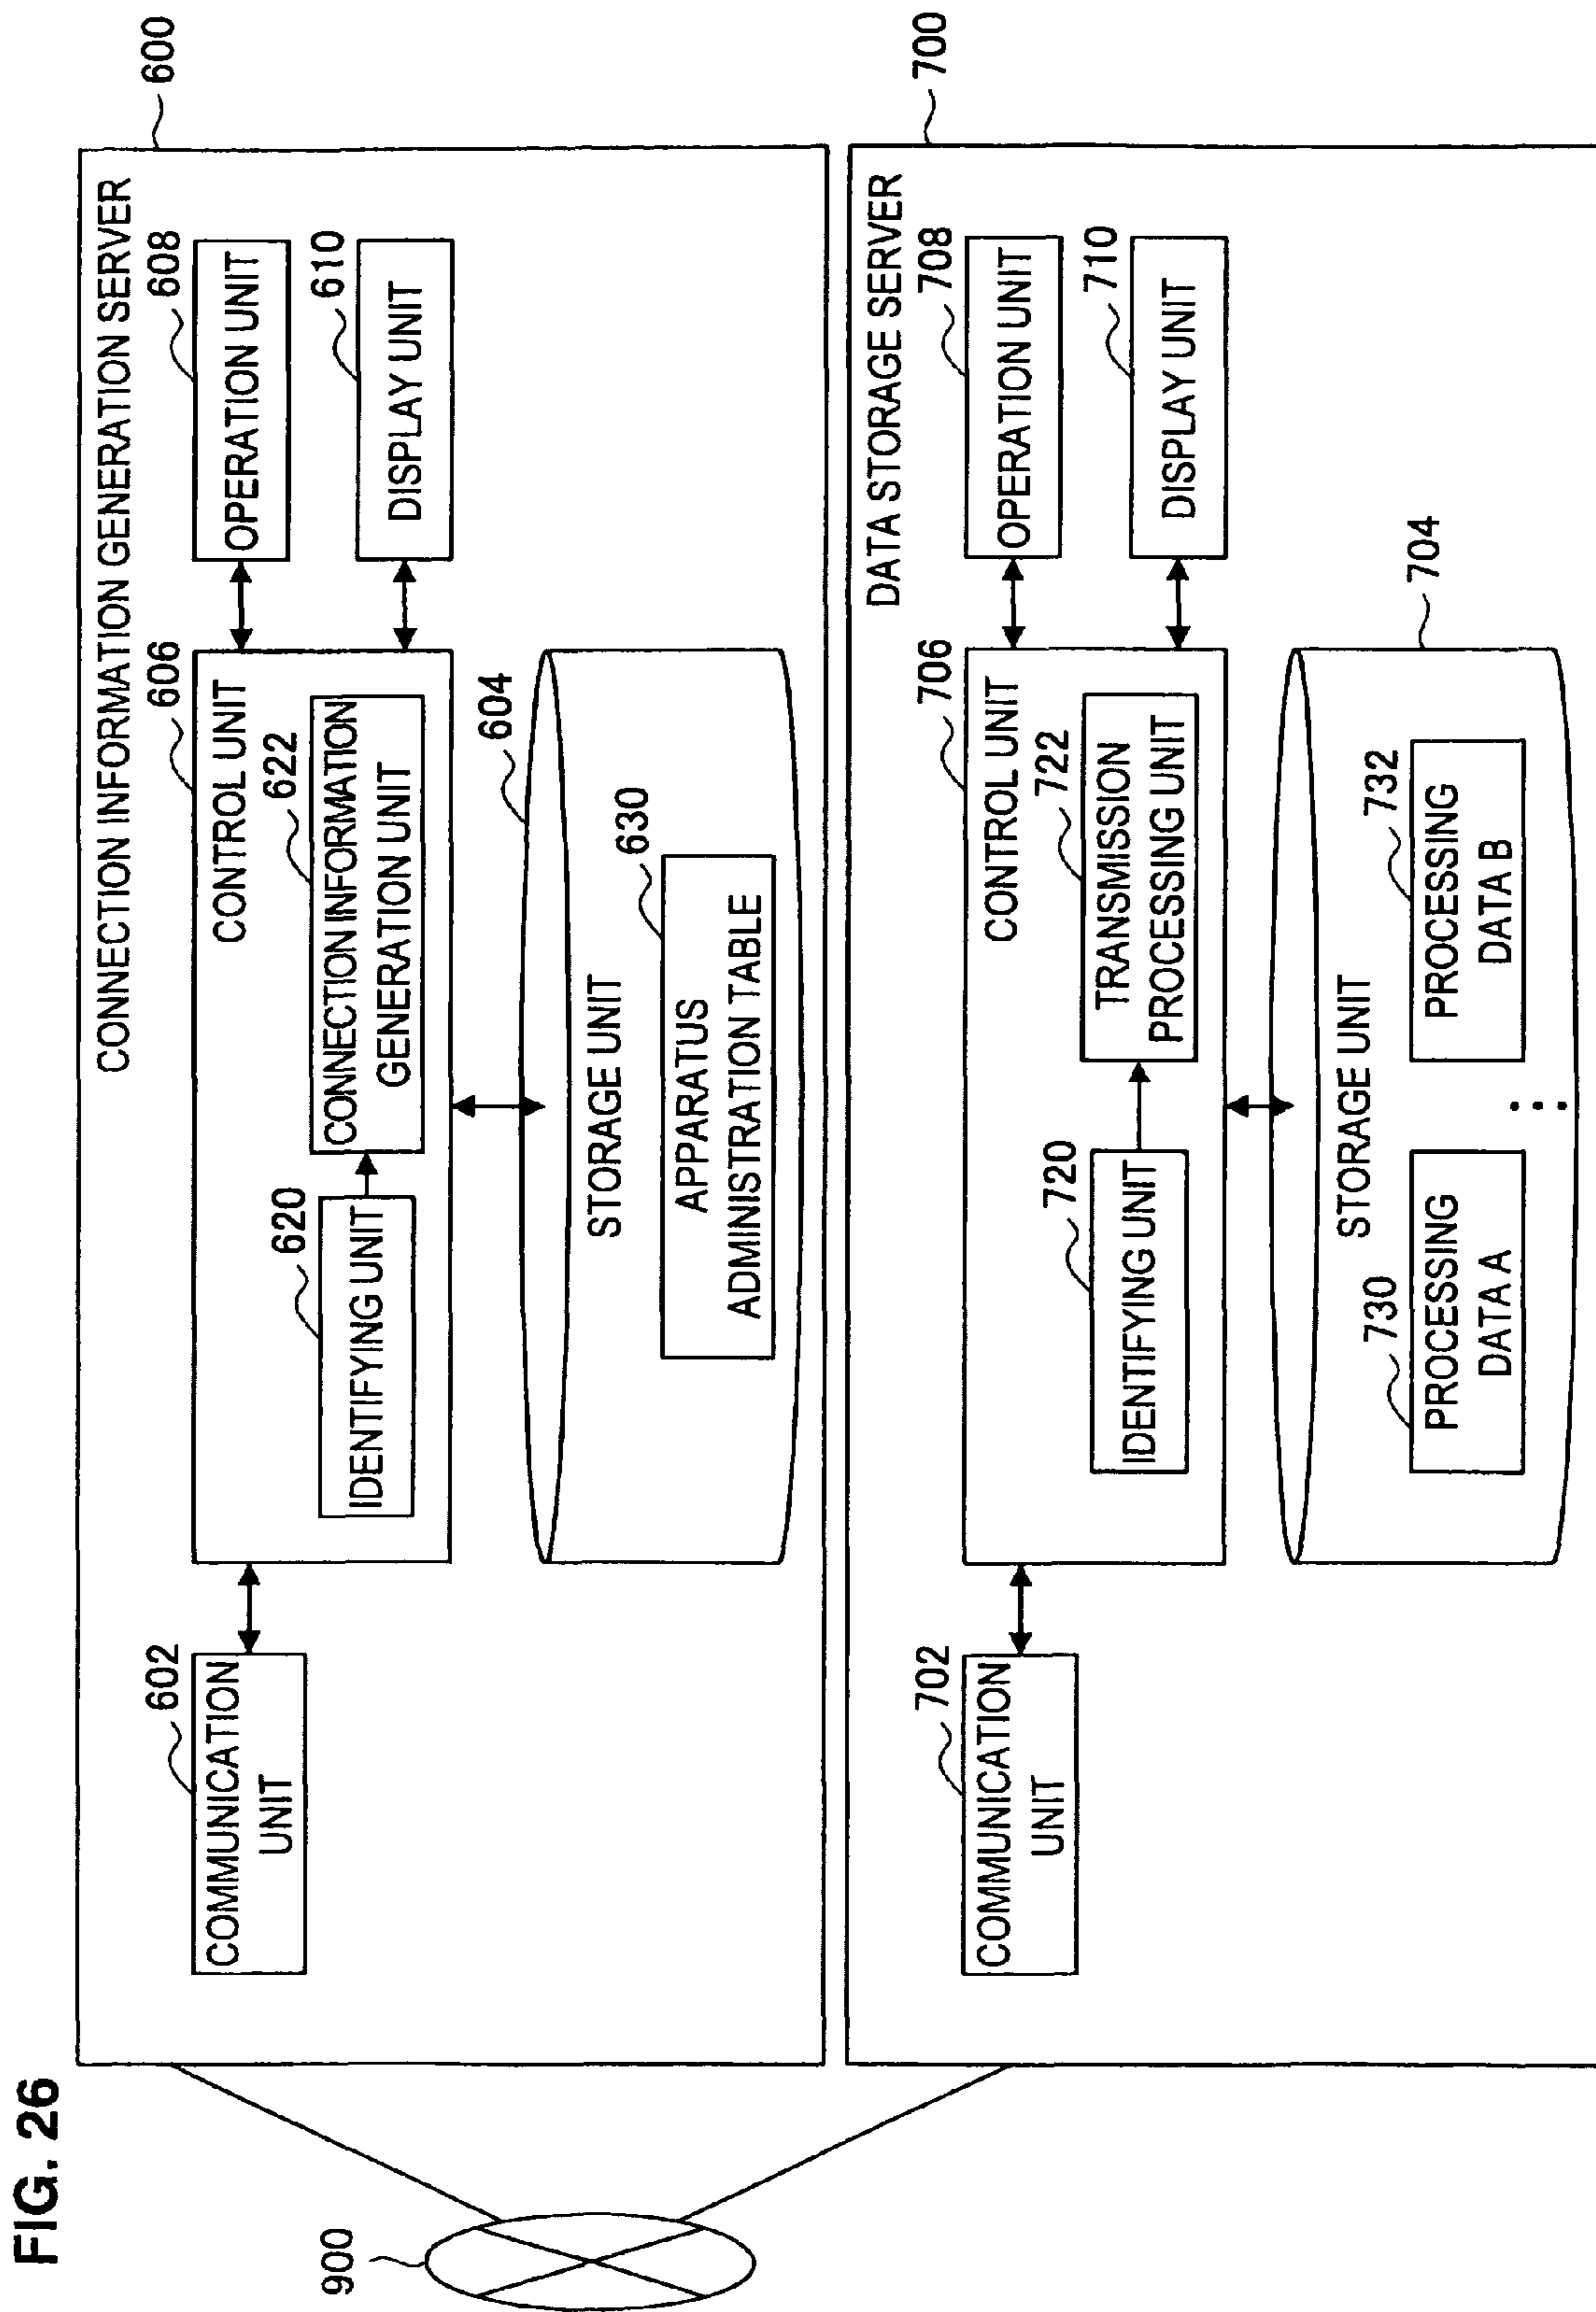 FIG. 26
900
600
CONNECTION INFORMATION GENERATION SERVER
602
COMMUNICATION
UNIT
606
CONTROL UNIT
620
IDENTIFYING UNIT
622
CONNECTION INFORMATION
GENERATION UNIT
608
OPERATION UNIT
610
DISPLAY UNIT
604
STORAGE UNIT
630
APPARATUS
ADMINISTRATION TABLE
700
DATA STORAGE SERVER
702
COMMUNICATION
UNIT
706
CONTROL UNIT
720
IDENTIFYING UNIT
722
TRANSMISSION
PROCESSING UNIT
708
OPERATION UNIT
710
DISPLAY UNIT
704
STORAGE UNIT
730
PROCESSING
DATA A
...
732
PROCESSING
DATA B